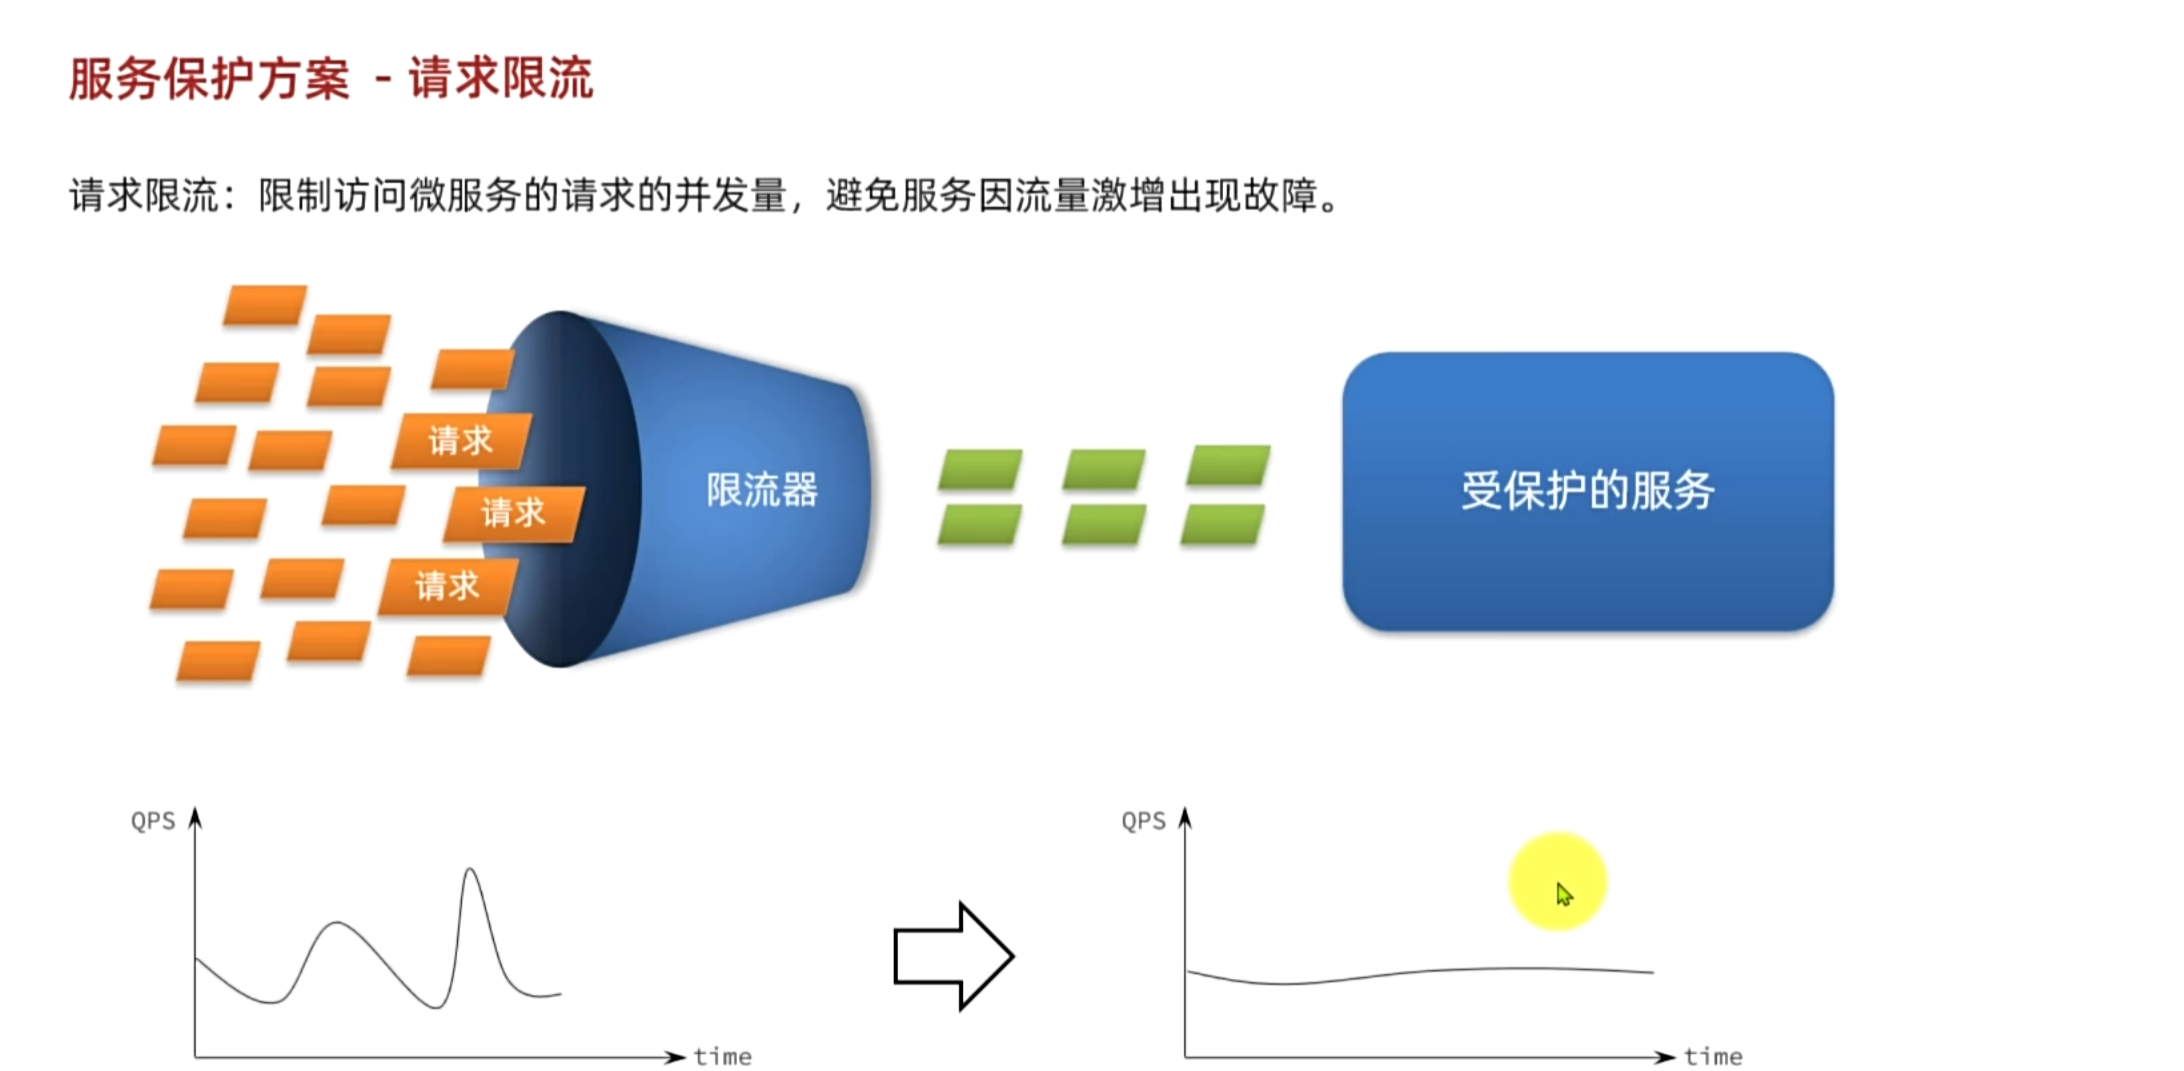 服务保护方案 - 请求限流
请求限流：限制访问微服务的请求的并发量，避免服务因流量激增出现故障。
请求
请求
请求
限流器
受保护的服务
QPS
time
QPS
time